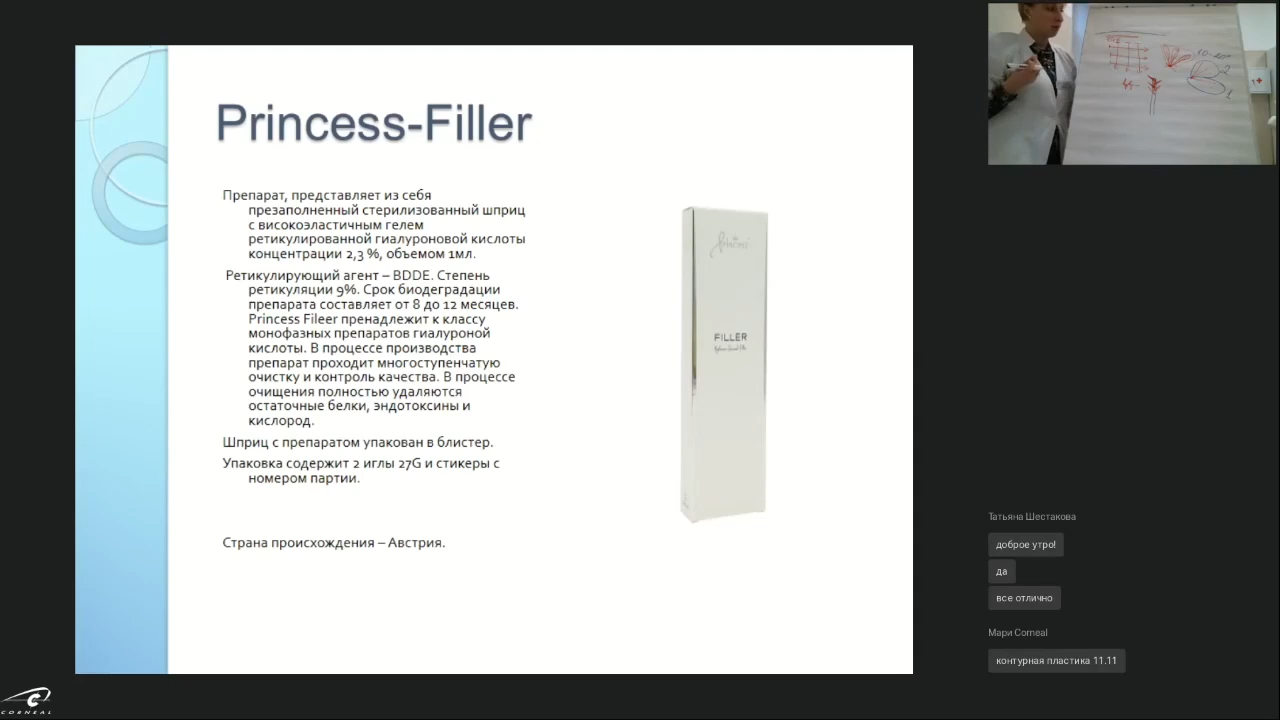 Princess-Filler
Препарат, представляет из себя
презаполненный стерилизованный шприц
с високоэластичным гелем
ретикулированной гиалуроновой кислоты
концентрации 2,3 %, объемом 1мл.
Ретикулирующий агент – BDDE. Степень
ретикуляции 9%. Срок биодеградации
препарата составляет от 8 до 12 месяцев.
Princess Fileer пренадлежит к классу
монофазных препаратов гиалуроной
кислоты. В процессе производства
препарат проходит многоступенчатую
очистку и контроль качества. В процессе
очищения полностью удаляются
остаточные белки, эндотоксины и
кислород.
Шприц с препаратом упакован в блистер.
Упаковка содержит 2 иглы 27G и стикеры с
номером партии.
Страна происхождения – Австрия.
FILLER
Татьяна Шестакова
доброе утро!
да
все отлично
Мари Corneal
контурная пластика 11.11
CORNEAL